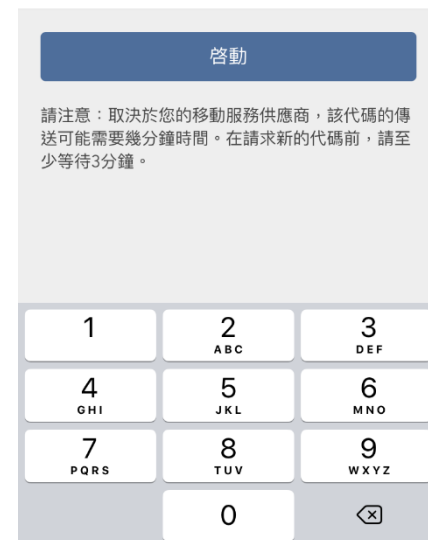 啓動
請注意：取決於您的移動服務供應商，該代碼的傳
送可能需要幾分鐘時間。在請求新的代碼前，請至
少等待3分鐘。
1 2 3
ABC DEF
4 5 6
GHI JKL MNO
7 8 9
PQRS TUV WXYZ
0